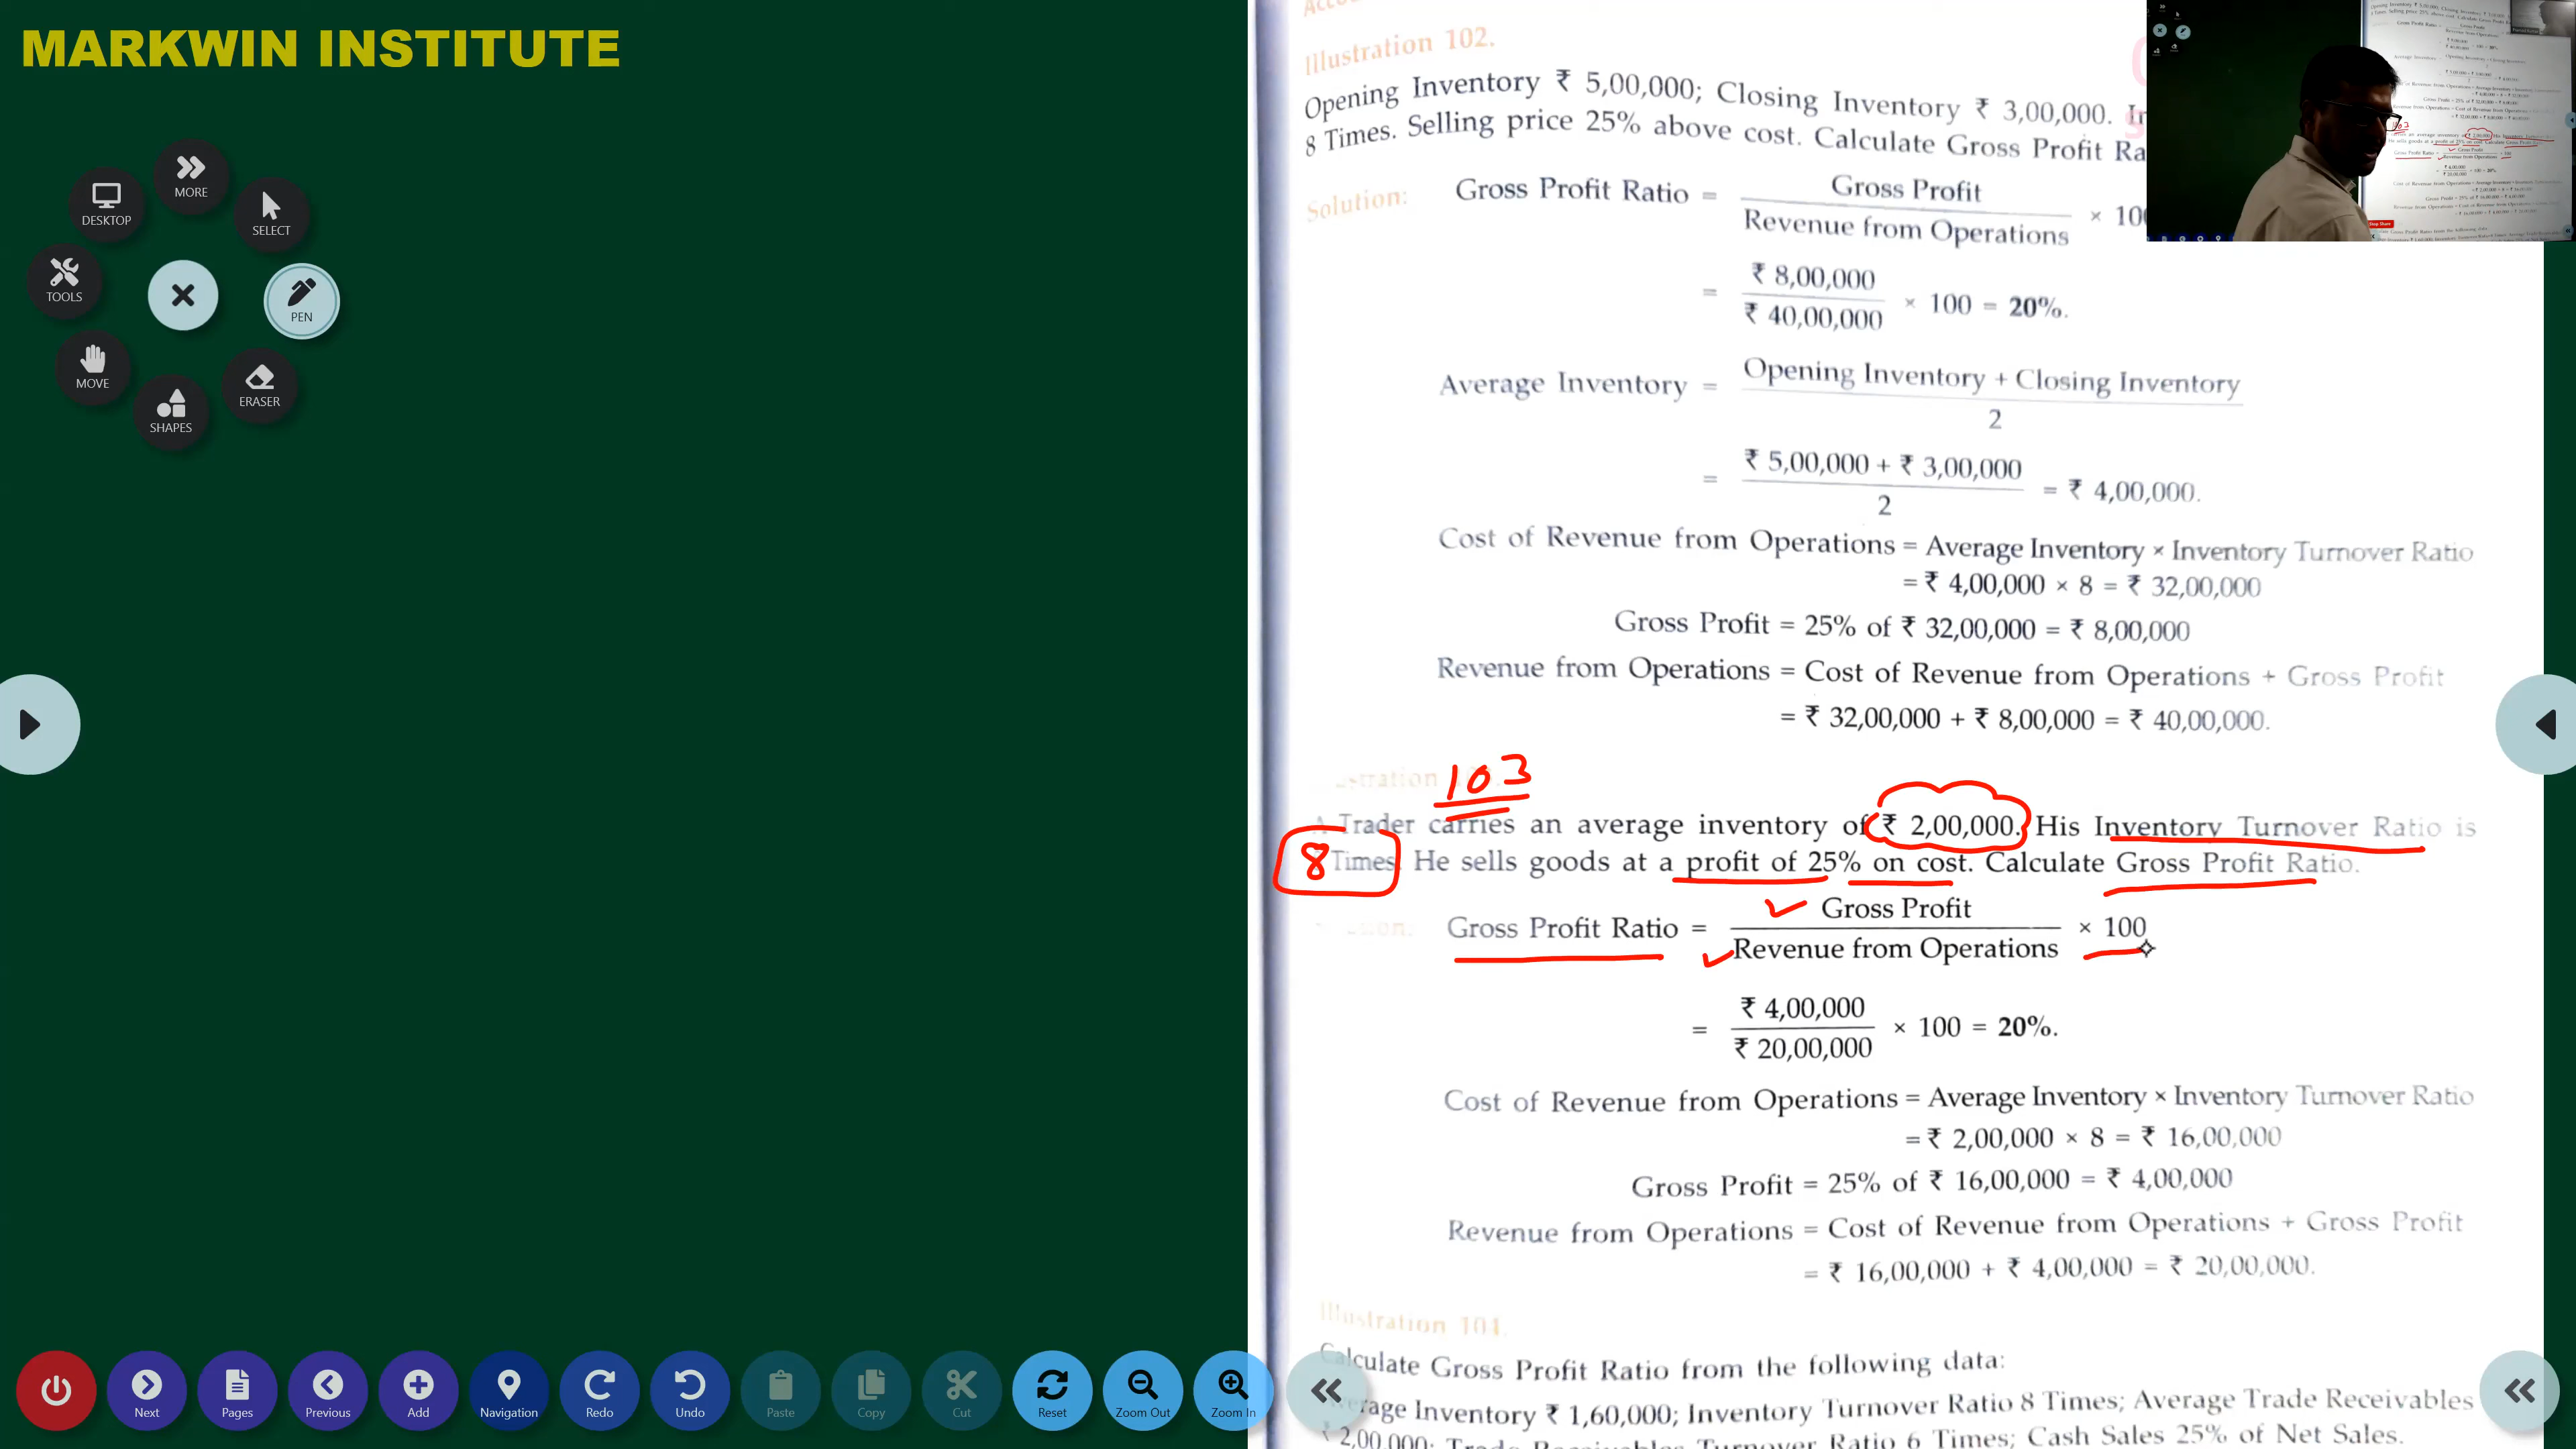 MARKWIN INSTITUTE
MORE
DESKTOP
SELECT
TOOLS
PEN
MOVE
ERASER
SHAPES
Illustration 102.
Opening Inventory ₹ 5,00,000; Closing Inventory ₹ 3,00,000.
8 Times. Selling price 25% above cost. Calculate Gross Profit Ra
Solution: Gross Profit Ratio = Gross Profit / Revenue from Operations × 100
= ₹ 8,00,000 / ₹ 40,00,000 × 100 = 20%.
Average Inventory = Opening Inventory + Closing Inventory / 2
= ₹ 5,00,000 + ₹ 3,00,000 / 2 = ₹ 4,00,000.
Cost of Revenue from Operations = Average Inventory × Inventory Turnover Ratio
= ₹ 4,00,000 × 8 = ₹ 32,00,000
Gross Profit = 25% of ₹ 32,00,000 = ₹ 8,00,000
Revenue from Operations = Cost of Revenue from Operations + Gross Profit
= ₹ 32,00,000 + ₹ 8,00,000 = ₹ 40,00,000.
103
A Trader carries an average inventory of ₹ 2,00,000. His Inventory Turnover Ratio is
8 Times. He sells goods at a profit of 25% on cost. Calculate Gross Profit Ratio.
Gross Profit Ratio = Gross Profit / Revenue from Operations × 100
= ₹ 4,00,000 / ₹ 20,00,000 × 100 = 20%.
Cost of Revenue from Operations = Average Inventory × Inventory Turnover Ratio
= ₹ 2,00,000 × 8 = ₹ 16,00,000
Gross Profit = 25% of ₹ 16,00,000 = ₹ 4,00,000
Revenue from Operations = Cost of Revenue from Operations + Gross Profit
= ₹ 16,00,000 + ₹ 4,00,000 = ₹ 20,00,000.
Illustration 104.
Calculate Gross Profit Ratio from the following data:
Average Inventory ₹ 1,60,000; Inventory Turnover Ratio 8 Times; Average Trade Receivables
₹ 2,00,000; Trade Receivables Turnover Ratio 6 Times; Cash Sales 25% of Net Sales.
Next
Pages
Previous
Add
Navigation
Redo
Undo
Paste
Copy
Cut
Reset
Zoom Out
Zoom In